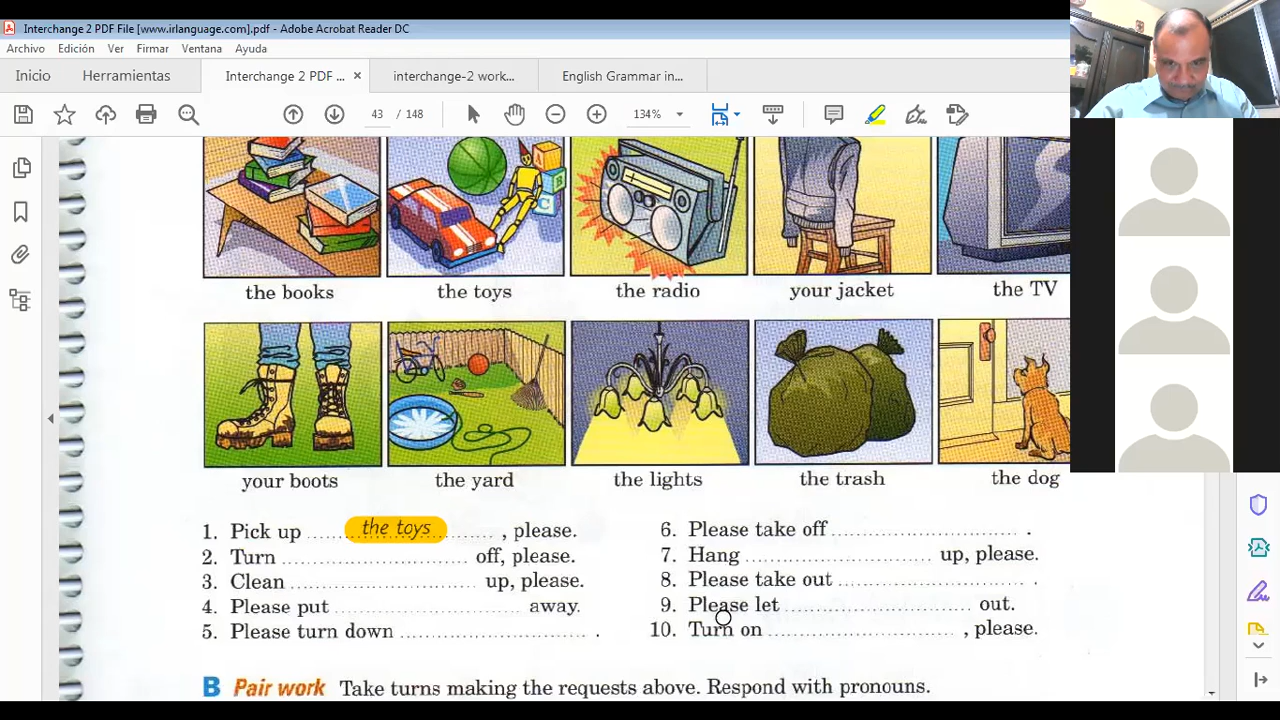 Interchange 2 PDF File [www.irlanguage.com].pdf - Adobe Acrobat Reader DC
Archivo Edición Ver Firmar Ventana Ayuda
Inicio Herramientas Interchange 2 PDF ... × interchange-2 work... English Grammar in...
43 / 148 134%
the books the toys the radio your jacket the TV
your boots the yard the lights the trash the dog
1. Pick up ....the toys...., please.
2. Turn .................... off, please.
3. Clean .................... up, please.
4. Please put .................... away.
5. Please turn down .................... .
6. Please take off .................... .
7. Hang .................... up, please.
8. Please take out .................... .
9. Please let .................... out.
10. Turn on .................... , please.
B Pair work Take turns making the requests above. Respond with pronouns.